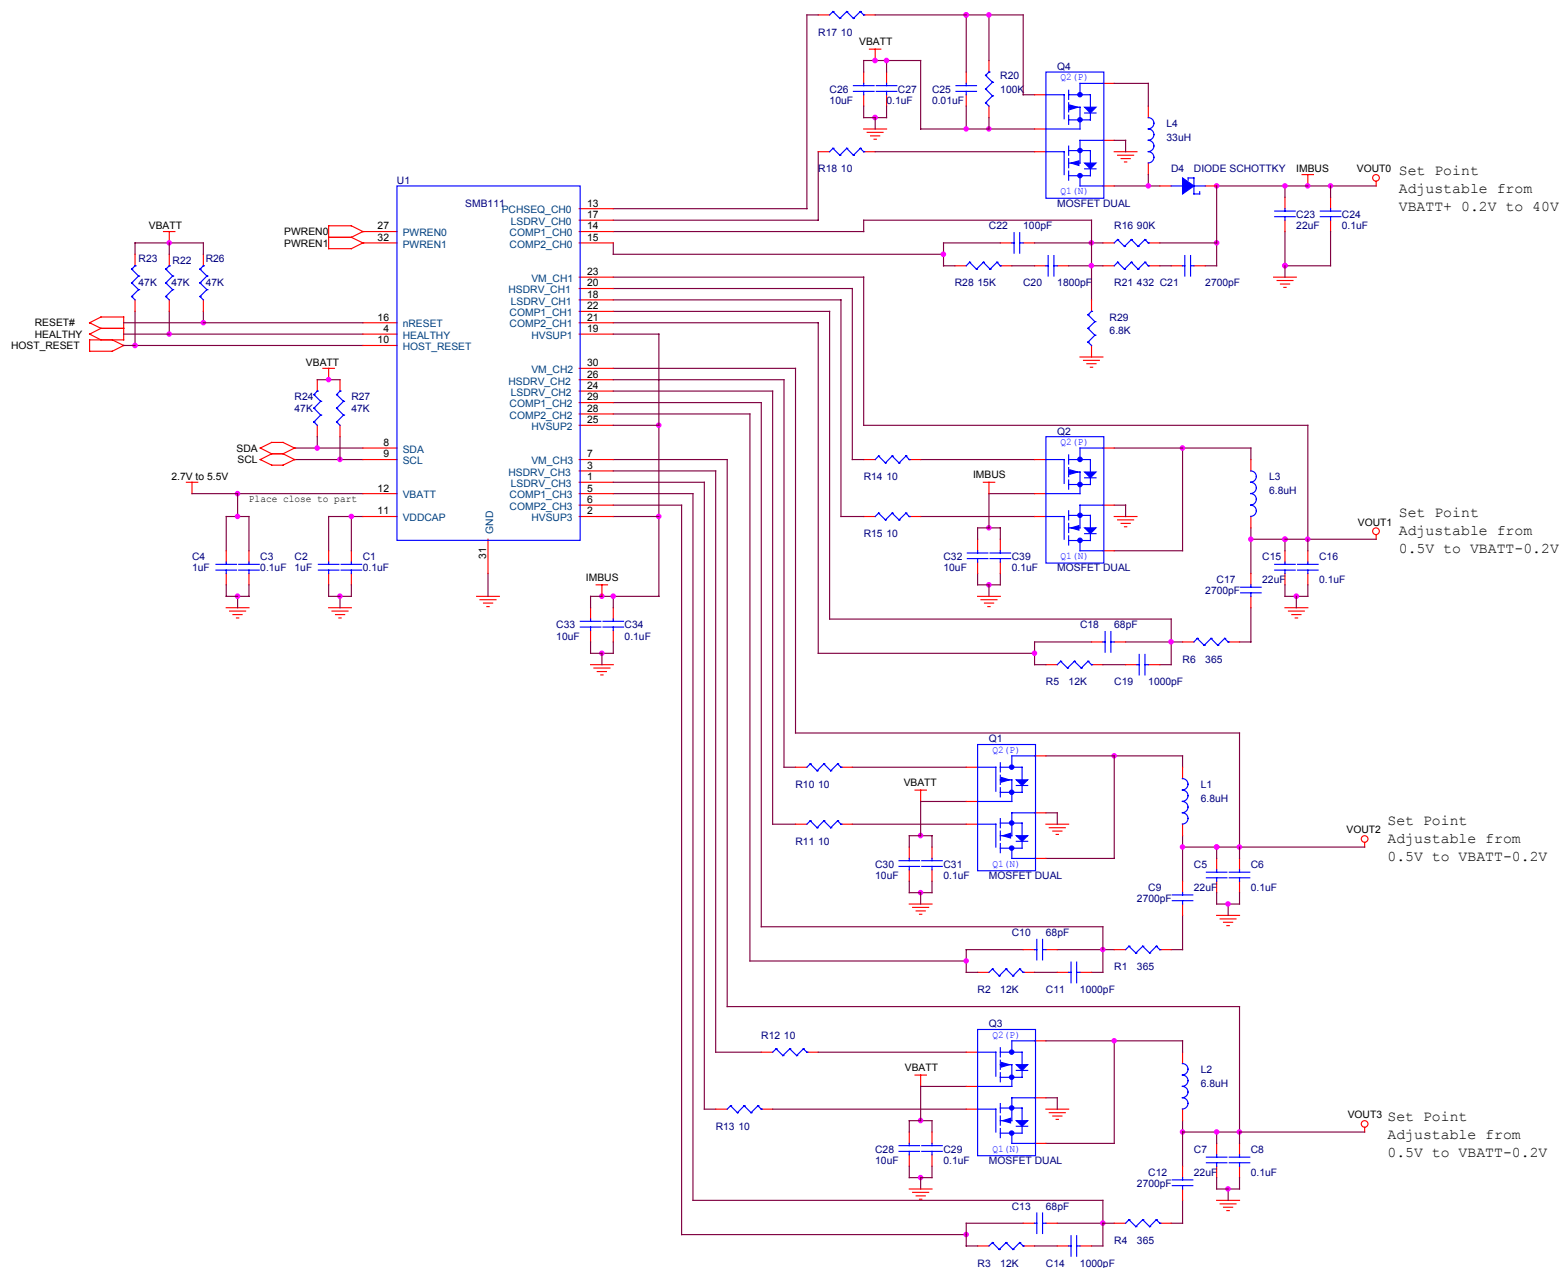 R17 10
VBATT
C26
10uF
C27
0.1uF
C25
0.01uF
R20
100K
Q4
Q2(P)
Q1(N)
MOSFET DUAL
L4
33uH
R18 10
D4 DIODE SCHOTTKY
IMBUS
VOUT0
Set Point
Adjustable from
VBATT+ 0.2V to 40V
C23
22uF
C24
0.1uF
U1
SMB111
PCHSEQ_CH0 13
LSDRV_CH0 17
COMP1_CH0 14
COMP2_CH0 15
PWREN0 27 PWREN0
PWREN1 32 PWREN1
C22 100pF
R16 90K
R28 15K
C20 1800pF
R21 432
C21 2700pF
R29
6.8K
VBATT
R23
47K
R22
47K
R26
47K
VM_CH1 23
HSDRV_CH1 20
LSDRV_CH1 18
COMP1_CH1 22
COMP2_CH1 21
HVSUP1 19
RESET# 16 nRESET
HEALTHY 4 HEALTHY
HOST_RESET 10 HOST_RESET
VM_CH2 30
HSDRV_CH2 26
LSDRV_CH2 24
COMP1_CH2 29
COMP2_CH2 28
HVSUP2 25
VBATT
R24
47K
R27
47K
SDA 8 SDA
SCL 9 SCL
VM_CH3 7
HSDRV_CH3 3
LSDRV_CH3 1
COMP1_CH3 5
COMP2_CH3 6
HVSUP3 2
2.7V to 5.5V
Place close to part
12 VBATT
11 VDDCAP
GND
31
C4
1uF
C3
0.1uF
C2
1uF
C1
0.1uF
IMBUS
C33
10uF
C34
0.1uF
Q2
Q2(P)
Q1(N)
MOSFET DUAL
R14 10
R15 10
IMBUS
C32
10uF
C39
0.1uF
L3
6.8uH
VOUT1
Set Point
Adjustable from
0.5V to VBATT-0.2V
C15
22uF
C16
0.1uF
C17
2700pF
C18 68pF
R6 365
R5 12K
C19 1000pF
Q1
Q2(P)
Q1(N)
MOSFET DUAL
R10 10
R11 10
VBATT
C30
10uF
C31
0.1uF
L1
6.8uH
VOUT2
Set Point
Adjustable from
0.5V to VBATT-0.2V
C5
22uF
C6
0.1uF
C9
2700pF
C10 68pF
R1 365
R2 12K
C11 1000pF
Q3
Q2(P)
Q1(N)
MOSFET DUAL
R12 10
R13 10
VBATT
C28
10uF
C29
0.1uF
L2
6.8uH
VOUT3
Set Point
Adjustable from
0.5V to VBATT-0.2V
C7
22uF
C8
0.1uF
C12
2700pF
C13 68pF
R4 365
R3 12K
C14 1000pF